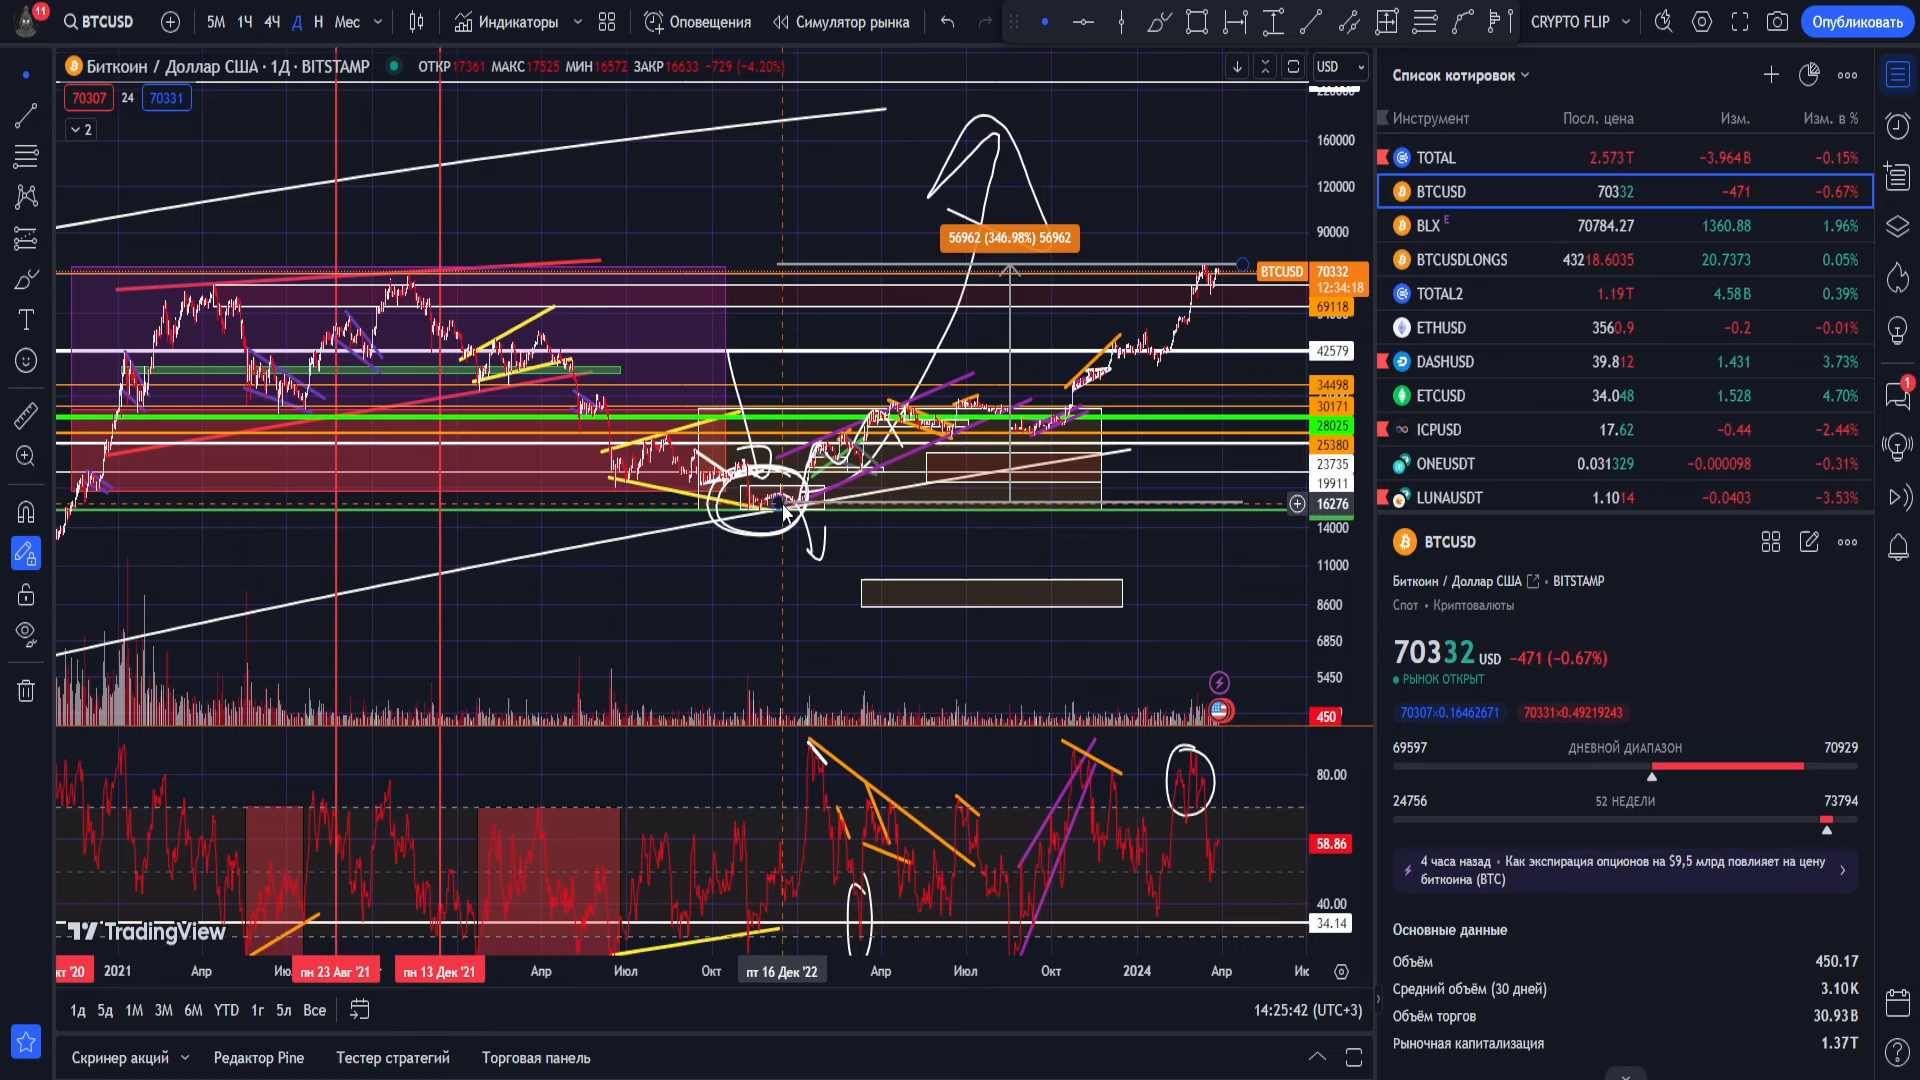 11
BTCUSD
5М 1Ч 4Ч Д Н Мес
Индикаторы
Оповещения
Симулятор рынка
CRYPTO FLIP
Опубликовать
Биткоин / Доллар США · 1Д · BITSTAMP
ОТКР 17361 МАКС 17525 МИН 16572 ЗАКР 16633 −729 (−4.20%)
USD
70307 24 70331
2
160000
120000
90000
56962 (346.98%) 56962
BTCUSD 70332
12:34:18
69118
42579
34498
30171
28025
25380
23735
19911
16276
14000
11000
8600
6850
5450
450
80.00
58.86
40.00
34.14
TradingView
кт '20 2021 Апр Июл пн 23 Авг '21 пн 13 Дек '21 Апр Июл Окт пт 16 Дек '22 Апр Июл Окт 2024 Апр Ик
1д 5д 1М 3М 6М YTD 1г 5л Все
14:25:42 (UTC+3)
Скринер акций Редактор Pine Тестер стратегий Торговая панель
Список котировок
Инструмент Посл. цена Изм. Изм. в %
TOTAL 2.573T −3.964B −0.15%
BTCUSD 70332 −471 −0.67%
BLX E 70784.27 1360.88 1.96%
BTCUSDLONGS 43218.6035 20.7373 0.05%
TOTAL2 1.19T 4.58B 0.39%
ETHUSD 3560.9 −0.2 −0.01%
DASHUSD 39.812 1.431 3.73%
ETCUSD 34.048 1.528 4.70%
ICPUSD 17.62 −0.44 −2.44%
ONEUSDT 0.031329 −0.000098 −0.31%
LUNAUSDT 1.1014 −0.0403 −3.53%
1
BTCUSD
Биткоин / Доллар США • BITSTAMP
Спот • Криптовалюты
70332 USD −471 (−0.67%)
РЫНОК ОТКРЫТ
70307×0.16462671 70331×0.49219243
69597 ДНЕВНОЙ ДИАПАЗОН 70929
24756 52 НЕДЕЛИ 73794
4 часа назад • Как экспирация опционов на $9,5 млрд повлияет на цену
биткоина (BTC)
Основные данные
Объём 450.17
Средний объём (30 дней) 3.10K
Объём торгов 30.93B
Рыночная капитализация 1.37T